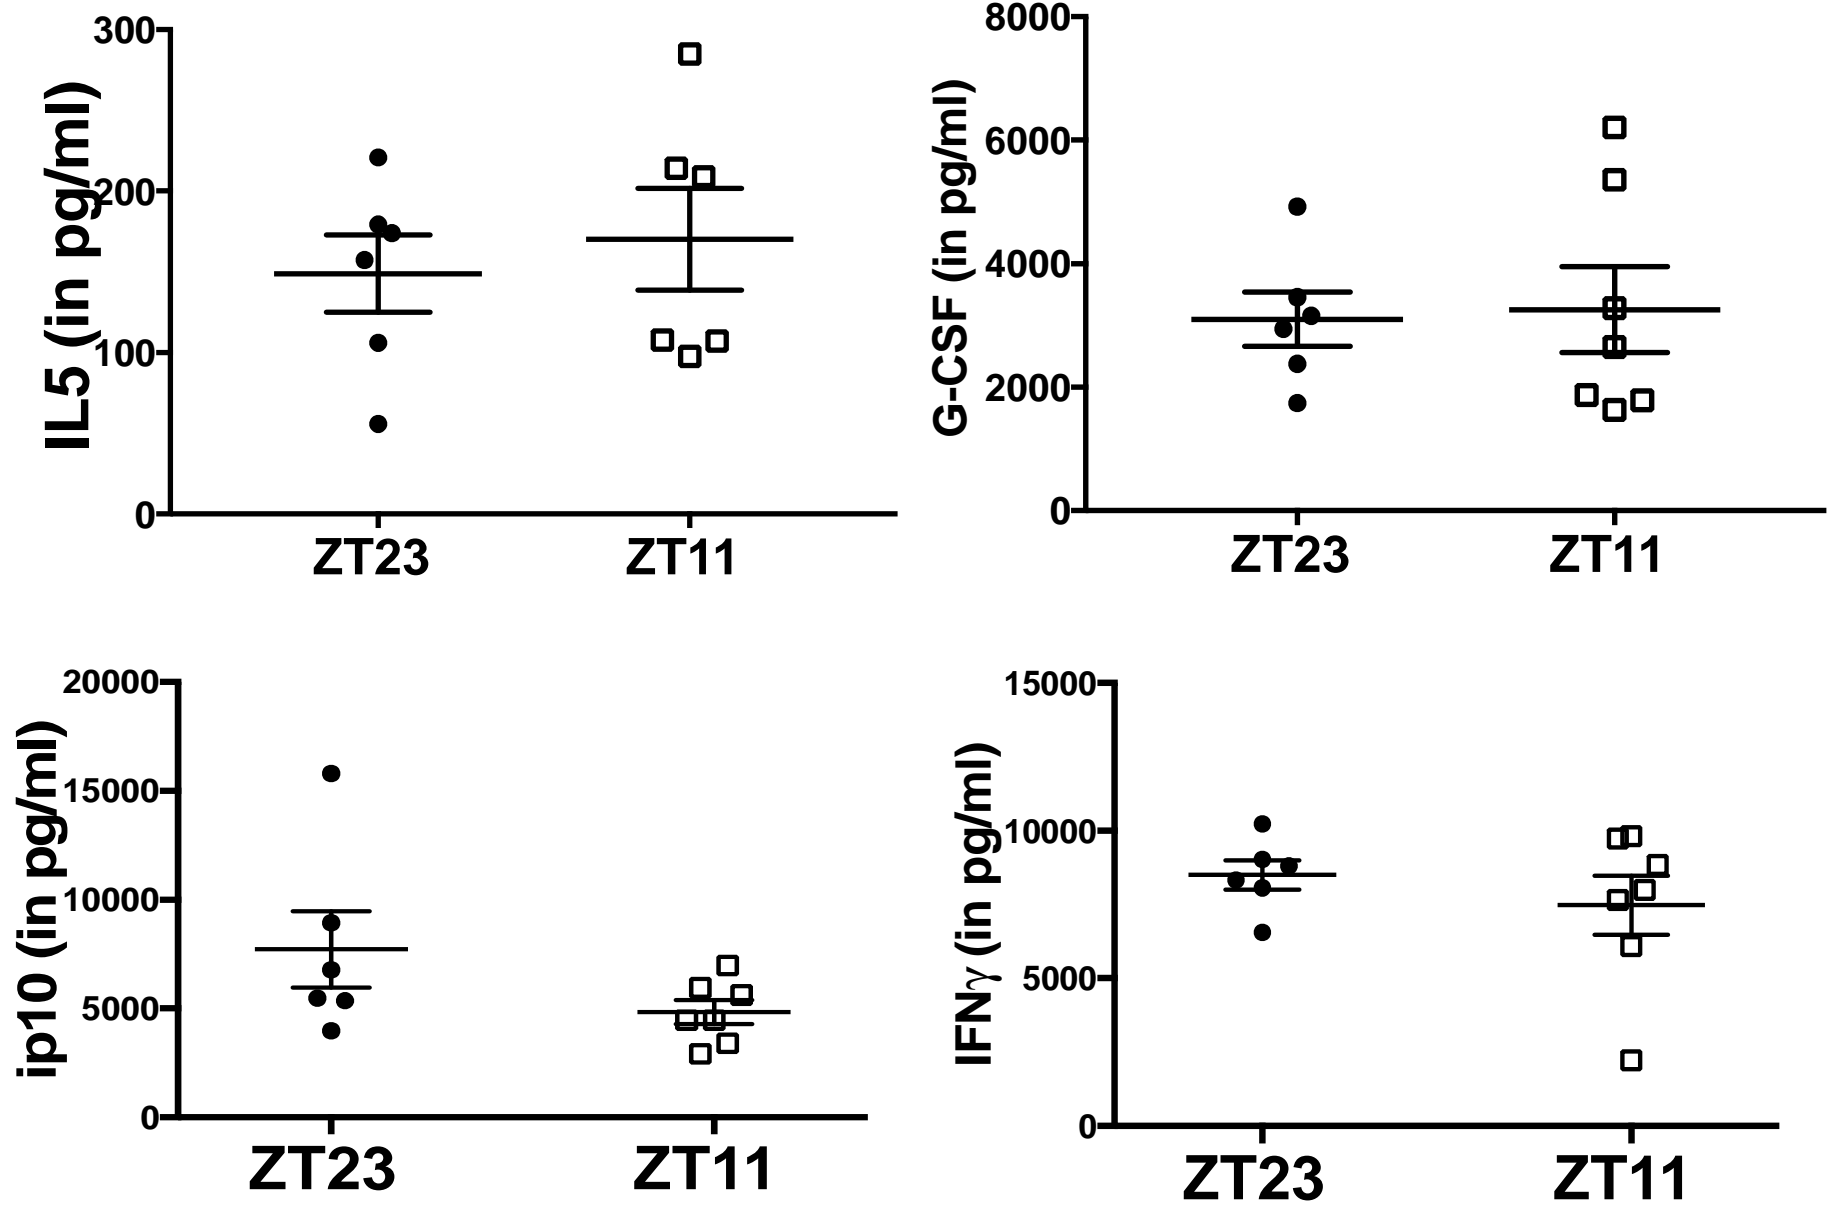 IL5 (in pg/ml)
300
200
100
0
ZT23 ZT11
G-CSF (in pg/ml)
8000
6000
4000
2000
0
ZT23 ZT11
ip10 (in pg/ml)
20000
15000
10000
5000
0
ZT23 ZT11
IFNγ (in pg/ml)
15000
10000
5000
0
ZT23 ZT11